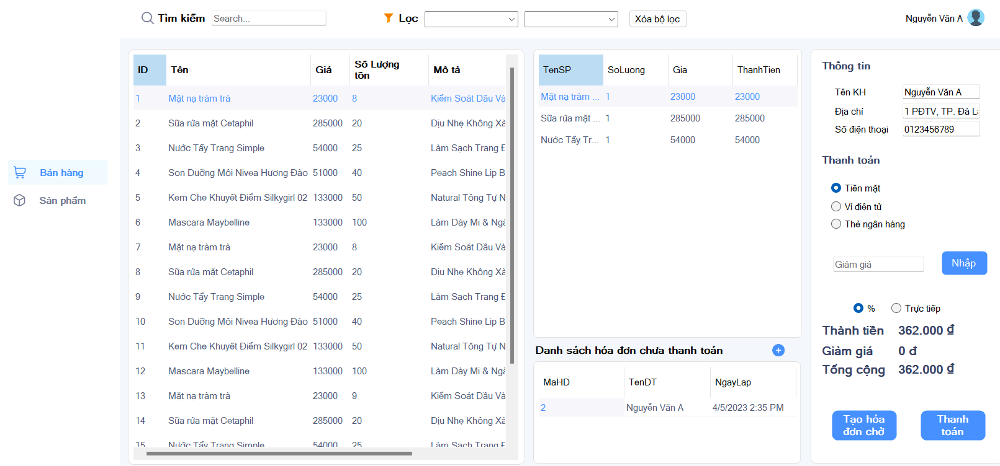 Tìm kiếm Search... Lọc Xóa bộ lọc Nguyễn Văn A
Bán hàng
Sản phẩm
ID Tên Giá Số Lượng tồn Mô tả
1 Mặt nạ tràm trà 23000 8 Kiểm Soát Dầu Và
2 Sữa rửa mặt Cetaphil 285000 20 Dịu Nhẹ Không Xà
3 Nước Tẩy Trang Simple 54000 25 Làm Sạch Trang Đ
4 Son Dưỡng Môi Nivea Hương Đào 51000 40 Peach Shine Lip B
5 Kem Che Khuyết Điểm Silkygirl 02 133000 50 Natural Tông Tự N
6 Mascara Maybelline 133000 100 Làm Dày Mi & Ngă
7 Mặt nạ tràm trà 23000 8 Kiểm Soát Dầu Và
8 Sữa rửa mặt Cetaphil 285000 20 Dịu Nhẹ Không Xà
9 Nước Tẩy Trang Simple 54000 25 Làm Sạch Trang Đ
10 Son Dưỡng Môi Nivea Hương Đào 51000 40 Peach Shine Lip B
11 Kem Che Khuyết Điểm Silkygirl 02 133000 50 Natural Tông Tự N
12 Mascara Maybelline 133000 100 Làm Dày Mi & Ngă
13 Mặt nạ tràm trà 23000 9 Kiểm Soát Dầu Và
14 Sữa rửa mặt Cetaphil 285000 20 Dịu Nhẹ Không Xà
15 Nước Tẩy Trang Simple 54000 25 Làm Sạch Trang Đ
TenSP SoLuong Gia ThanhTien
Mặt nạ tràm ... 1 23000 23000
Sữa rửa mặt ... 1 285000 285000
Nước Tẩy Tr... 1 54000 54000
Danh sách hóa đơn chưa thanh toán
MaHD TenDT NgayLap
2 Nguyễn Văn A 4/5/2023 2:35 PM
Thông tin
Tên KH Nguyễn Văn A
Địa chỉ 1 PĐTV, TP. Đà Lạ
Số điện thoại 0123456789
Thanh toán
Tiền mặt
Ví điện tử
Thẻ ngân hàng
Giảm giá Nhập
% Trực tiếp
Thành tiền 362.000 ₫
Giảm giá 0 đ
Tổng cộng 362.000 ₫
Tạo hóa đơn chờ
Thanh toán